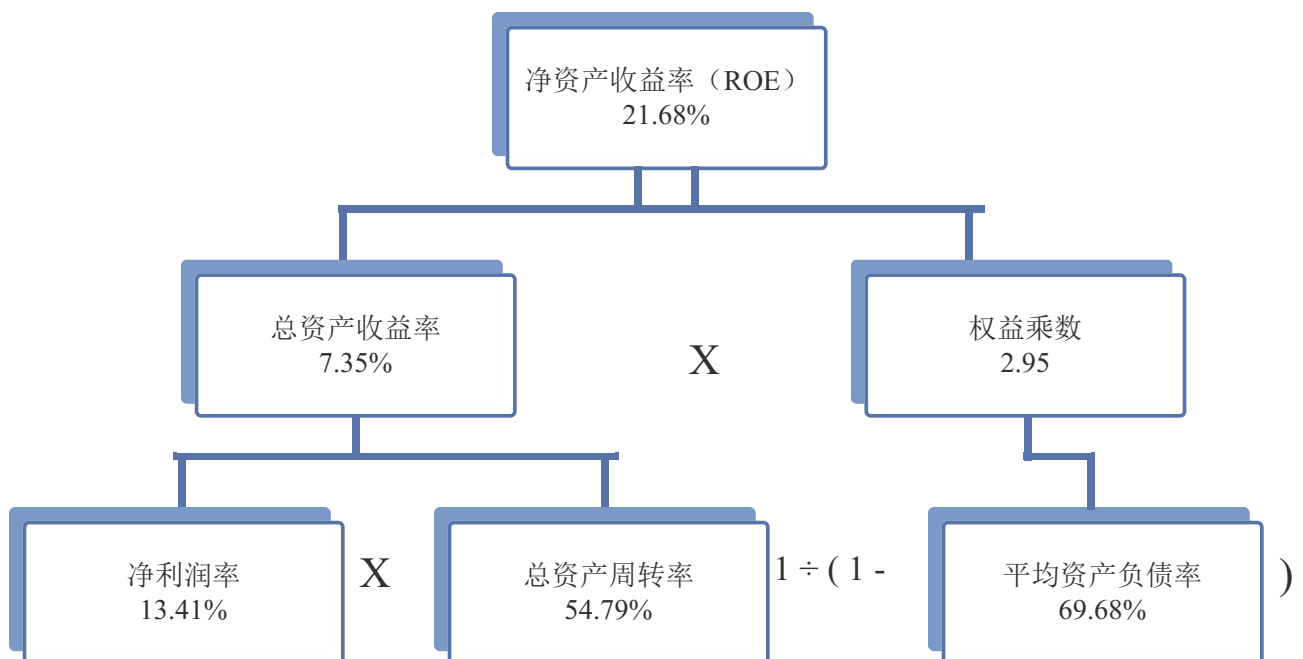 净资产收益率（ROE）
21.68%
总资产收益率
7.35%
X
权益乘数
2.95
净利润率
13.41%
X
总资产周转率
54.79%
1 ÷ ( 1 -
平均资产负债率
69.68%
)